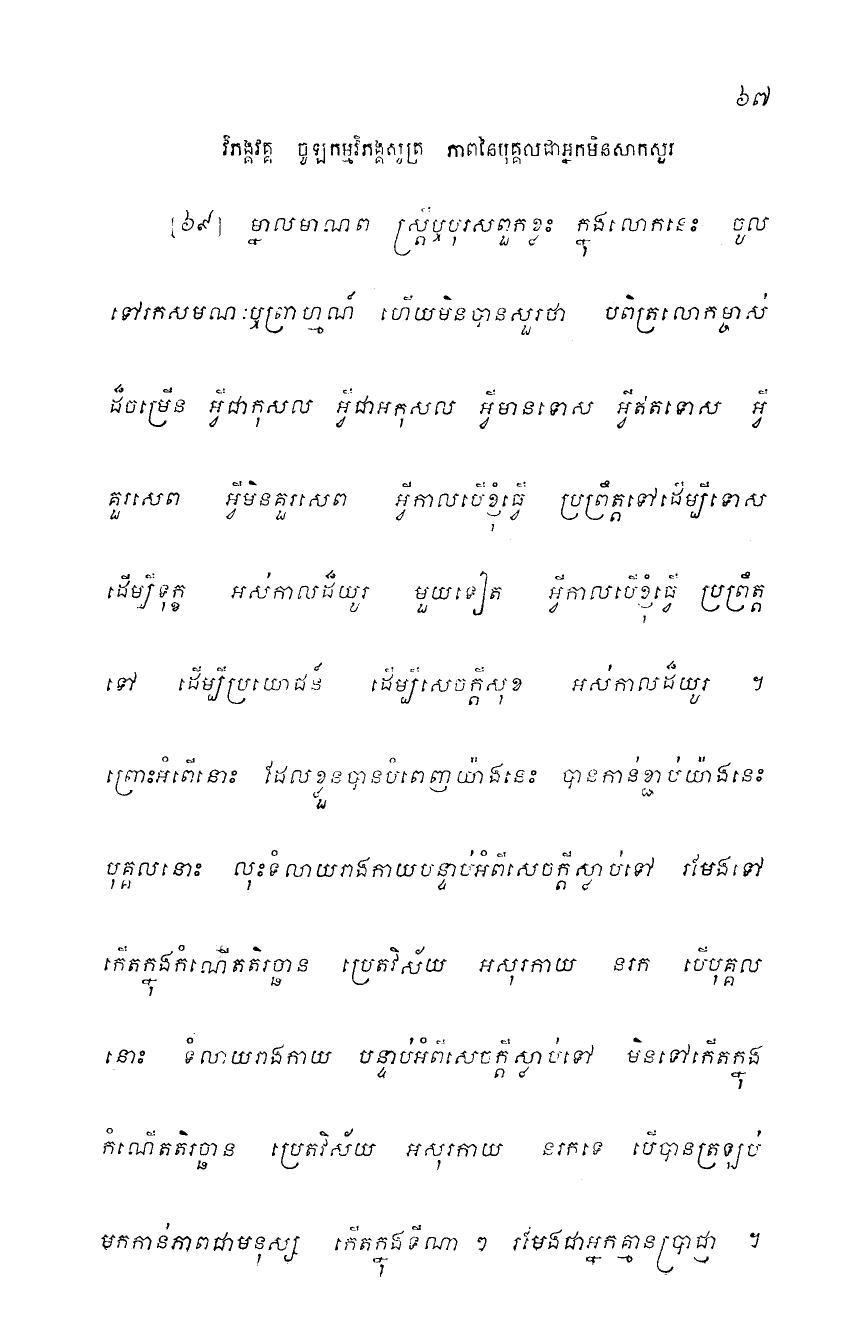 ៦៧
វិភង្គវគ្គ ចូឡកម្មវិភង្គសូត្រ ភាពនៃបុគ្គលជាអ្នកមិនសាកសួរ
[៦៩] ម្នាលមាណព ស្រ្តីឬបុរសពួកខ្លះ ក្នុងលោកនេះ ចូល
ទៅរកសមណៈឬព្រាហ្មណ៍ ហើយមិនបានសួរថា បពិត្រលោកម្ចាស់
ដ៏ចម្រើន អ្វីជាកុសល អ្វីជាអកុសល អ្វីមានទោស អ្វីឥតទោស អ្វី
គួរសេព អ្វីមិនគួរសេព អ្វីកាលបើខ្ញុំធ្វើ ប្រព្រឹត្តទៅដើម្បីទោស
ដើម្បីទុក្ខ អស់កាលដ៏យូរ មួយទៀត អ្វីកាលបើខ្ញុំធ្វើ ប្រព្រឹត្ត
ទៅ ដើម្បីប្រយោជន៍ ដើម្បីសេចក្តីសុខ អស់កាលដ៏យូរ ។
ព្រោះអំពើនោះ ដែលខ្លួនបានបំពេញយ៉ាងនេះ បានកាន់ខ្ជាប់យ៉ាងនេះ
បុគ្គលនោះ លុះទំលាយរាងកាយបន្ទាប់អំពីសេចក្តីស្លាប់ទៅ រមែងទៅ
កើតក្នុងកំណើតតិរច្ឆាន ប្រេតវិស័យ អសុរកាយ នរក បើបុគ្គល
នោះ ទំលាយរាងកាយ បន្ទាប់អំពីសេចក្តីស្លាប់ទៅ មិនទៅកើតក្នុង
កំណើតតិរច្ឆាន ប្រេតវិស័យ អសុរកាយ នរកទេ បើបានត្រឡប់
មកកាន់ភាពជាមនុស្ស កើតក្នុងទីណា ៗ រមែងជាអ្នកគ្មានប្រាជ្ញា ។